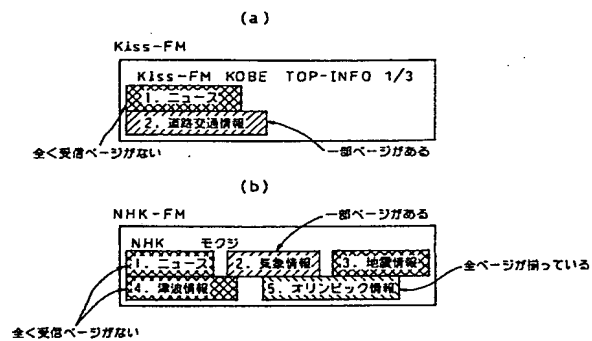 (a)
Kiss-FM
Kiss-FM KOBE TOP-INFO 1/3
1. ニュース
2. 道路交通情報
全く受信ページがない
一部ページがある
(b)
NHK-FM
一部ページがある
NHK モクジ
1. ニュース 2. 気象情報 3. 地震情報
全ページが揃っている
4. 津波情報 5. オリンピック情報
全く受信ページがない